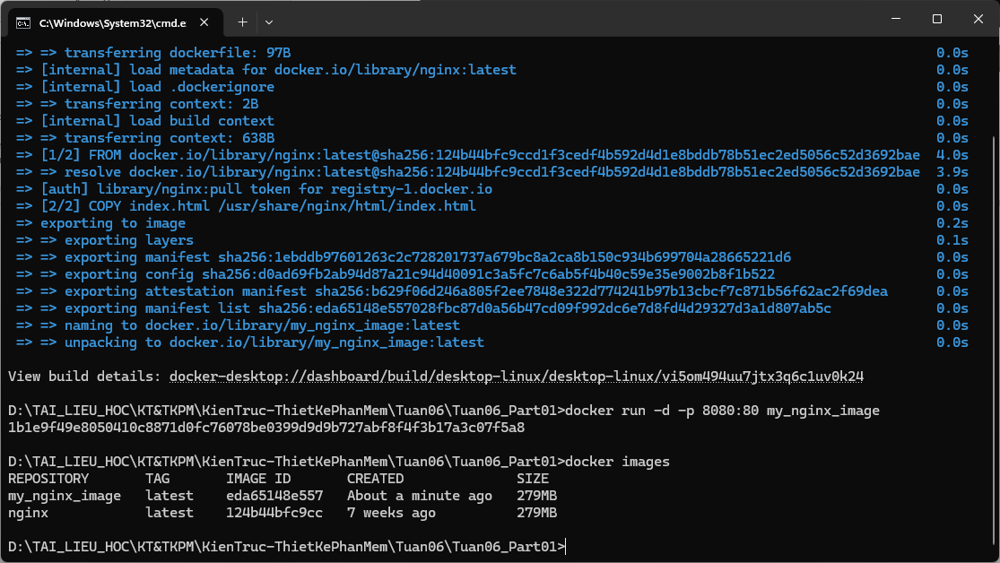 C:\Windows\System32\cmd.e
=> => transferring dockerfile: 97B 0.0s
=> [internal] load metadata for docker.io/library/nginx:latest 0.0s
=> [internal] load .dockerignore 0.0s
=> => transferring context: 2B 0.0s
=> [internal] load build context 0.0s
=> => transferring context: 638B 0.0s
=> [1/2] FROM docker.io/library/nginx:latest@sha256:124b44bfc9ccd1f3cedf4b592d4d1e8bddb78b51ec2ed5056c52d3692bae 4.0s
=> => resolve docker.io/library/nginx:latest@sha256:124b44bfc9ccd1f3cedf4b592d4d1e8bddb78b51ec2ed5056c52d3692bae 3.9s
=> [auth] library/nginx:pull token for registry-1.docker.io 0.0s
=> [2/2] COPY index.html /usr/share/nginx/html/index.html 0.0s
=> exporting to image 0.2s
=> => exporting layers 0.1s
=> => exporting manifest sha256:1ebddb97601263c2c728201737a679bc8a2ca8b150c934b699704a28665221d6 0.0s
=> => exporting config sha256:d0ad69fb2ab94d87a21c94d40091c3a5fc7c6ab5f4b40c59e35e9002b8f1b522 0.0s
=> => exporting attestation manifest sha256:b629f06d246a805f2ee7848e322d774241b97b13cbcf7c871b56f62ac2f69dea 0.0s
=> => exporting manifest list sha256:eda65148e557028fbc87d0a56b47cd09f992dc6e7d8fd4d29327d3a1d807ab5c 0.0s
=> => naming to docker.io/library/my_nginx_image:latest 0.0s
=> => unpacking to docker.io/library/my_nginx_image:latest 0.0s
View build details: docker-desktop://dashboard/build/desktop-linux/desktop-linux/vi5om494uu7jtx3q6c1uv0k24
D:\TAI_LIEU_HOC\KT&TKPM\KienTruc-ThietKePhanMem\Tuan06\Tuan06_Part01>docker run -d -p 8080:80 my_nginx_image
1b1e9f49e8050410c8871d0fc76078be0399d9d9b727abf8f4f3b17a3c07f5a8
D:\TAI_LIEU_HOC\KT&TKPM\KienTruc-ThietKePhanMem\Tuan06\Tuan06_Part01>docker images
REPOSITORY TAG IMAGE ID CREATED SIZE
my_nginx_image latest eda65148e557 About a minute ago 279MB
nginx latest 124b44bfc9cc 7 weeks ago 279MB
D:\TAI_LIEU_HOC\KT&TKPM\KienTruc-ThietKePhanMem\Tuan06\Tuan06_Part01>